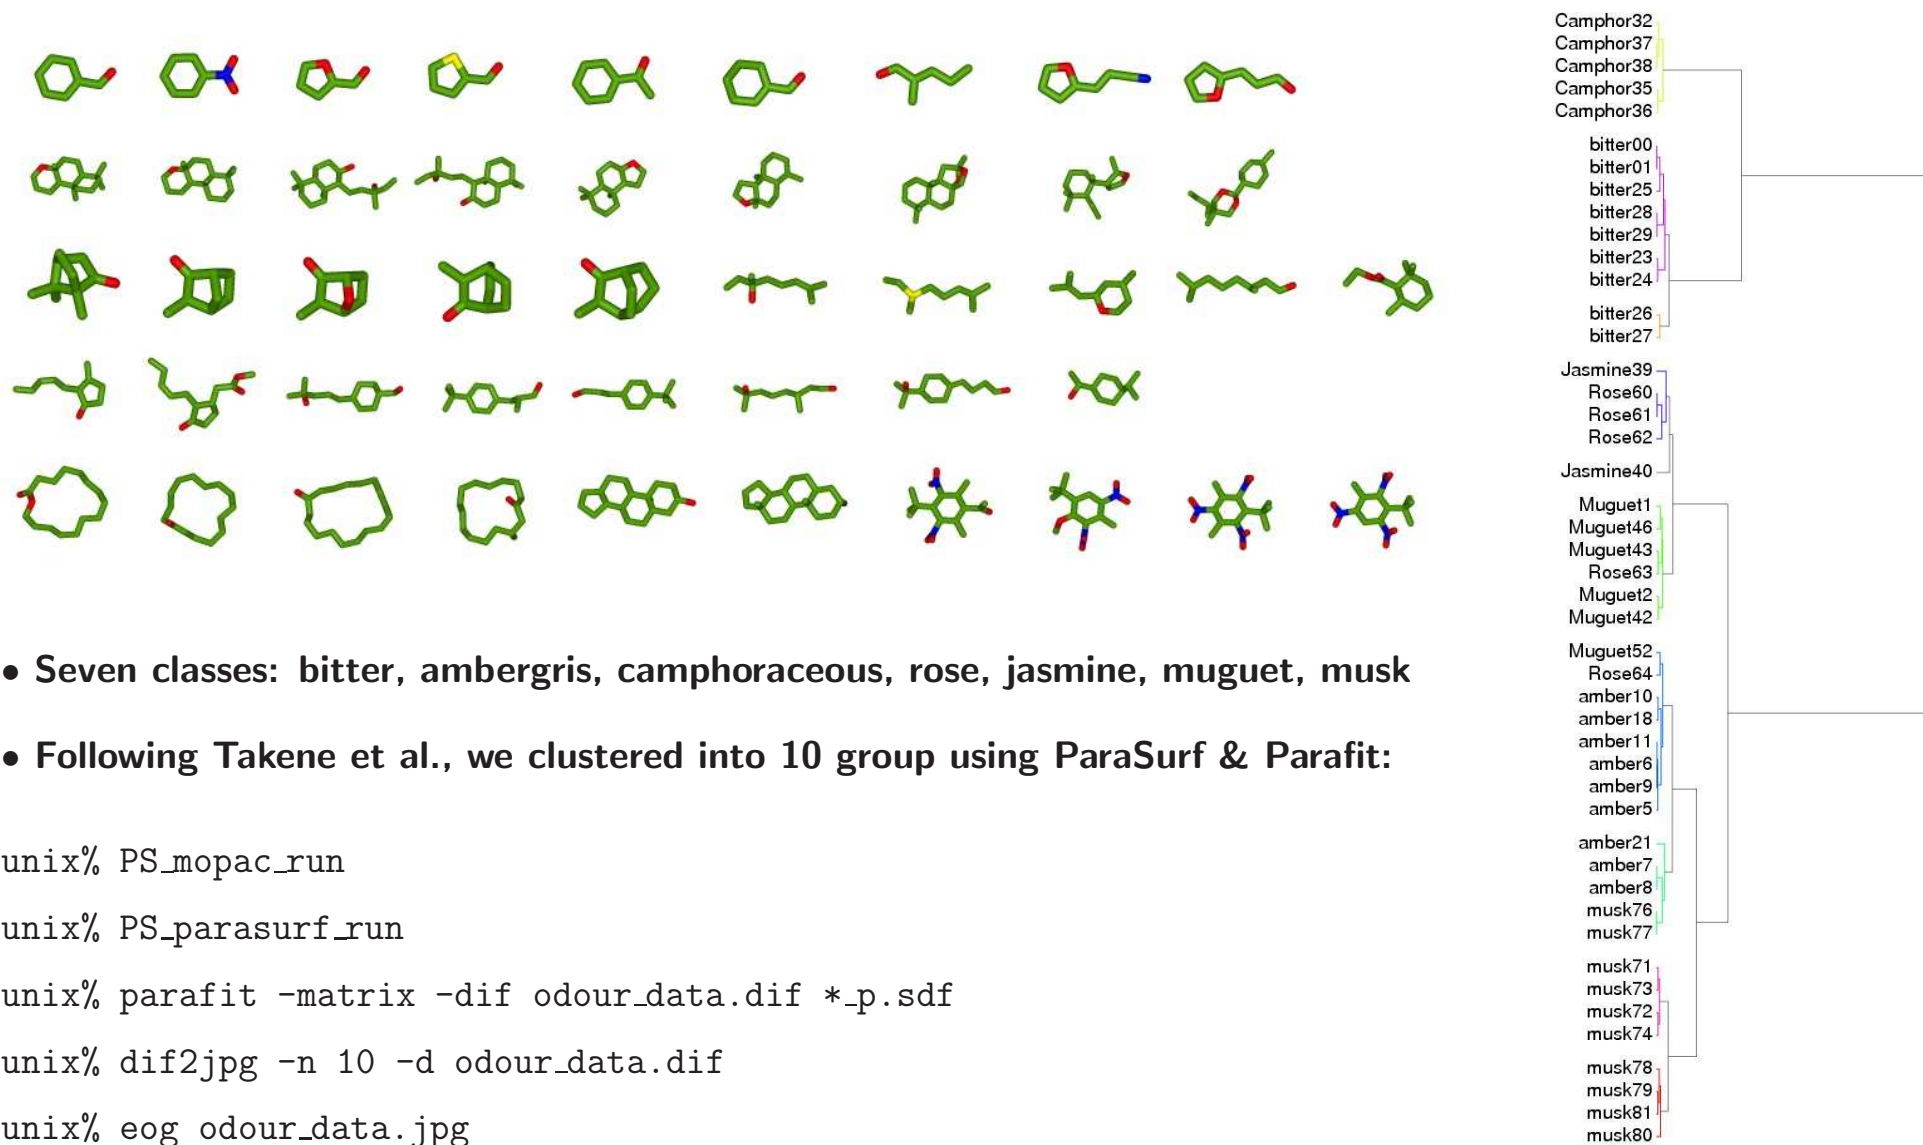 • Seven classes: bitter, ambergris, camphoraceous, rose, jasmine, muguet, musk
• Following Takene et al., we clustered into 10 group using ParaSurf & Parafit:
unix% PS_mopac_run
unix% PS_parasurf_run
unix% parafit -matrix -dif odour_data.dif *_p.sdf
unix% dif2jpg -n 10 -d odour_data.dif
unix% eog odour_data.jpg
Camphor32
Camphor37
Camphor38
Camphor35
Camphor36
bitter00
bitter01
bitter25
bitter28
bitter29
bitter23
bitter24
bitter26
bitter27
Jasmine39
Rose60
Rose61
Rose62
Jasmine40
Muguet1
Muguet46
Muguet43
Rose63
Muguet2
Muguet42
Muguet52
Rose64
amber10
amber18
amber11
amber6
amber9
amber5
amber21
amber7
amber8
musk76
musk77
musk71
musk73
musk72
musk74
musk78
musk79
musk81
musk80